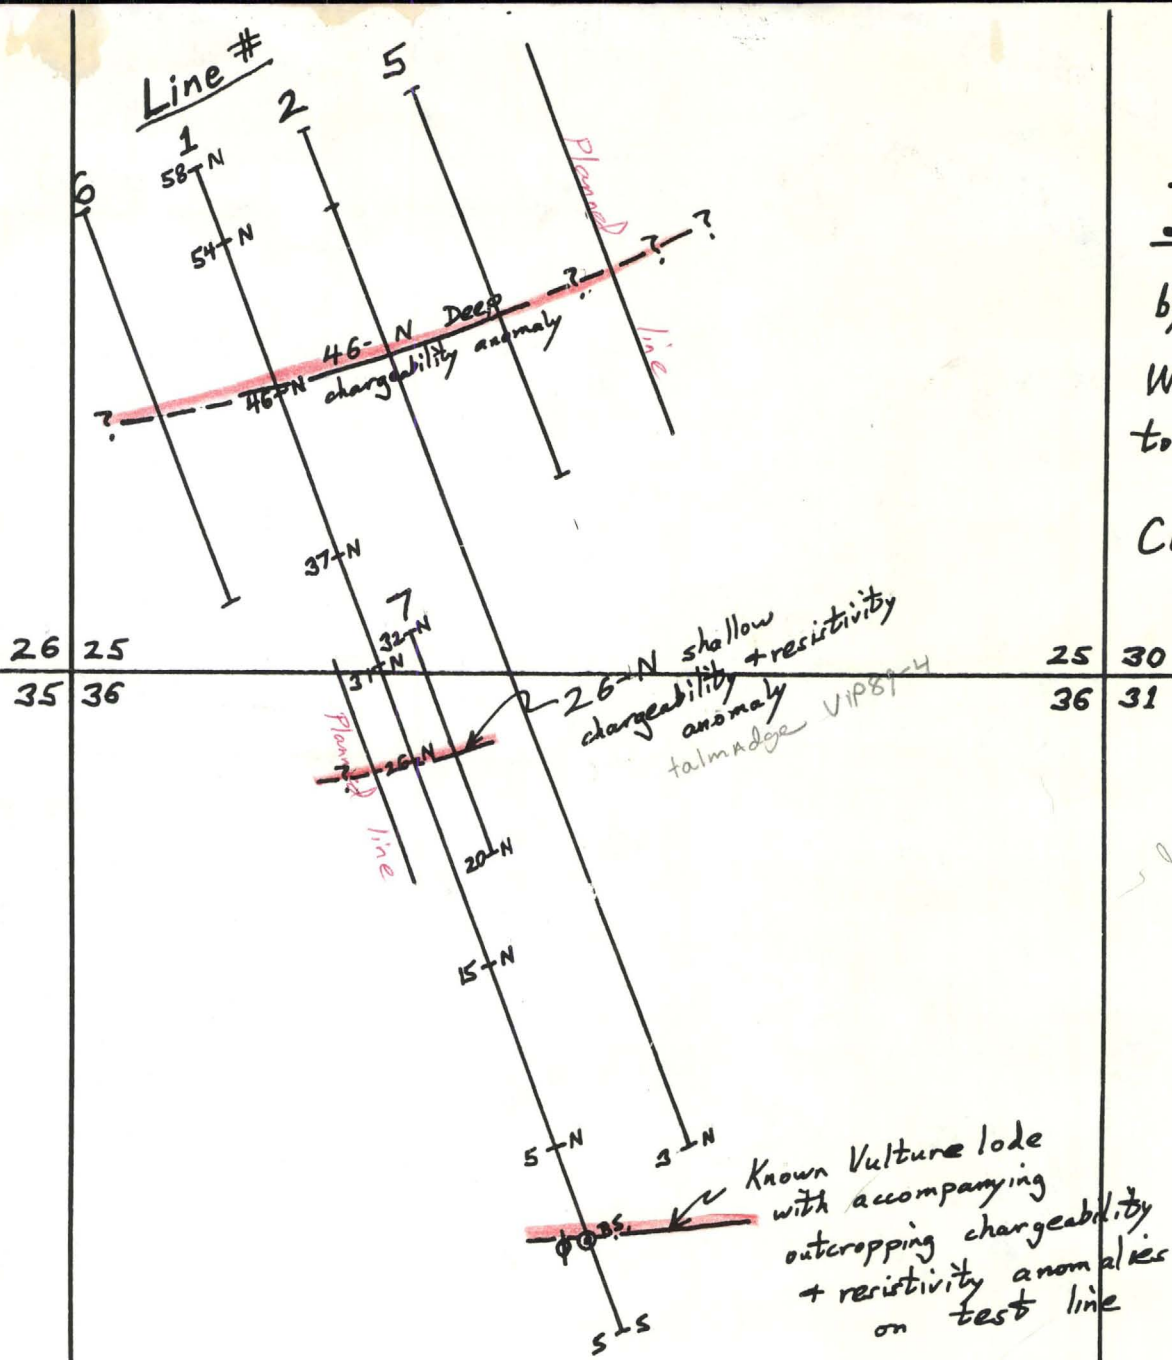 Line #
5
2
1
58 N
6
54 N
Planned
line
?
?
?
46- N Deep
chargeability anomaly
46 N
?
37 N
7
32 N
26 25
35 36
31 N
25 30
36 31
26-N shallow
chargeability + resistivity
anomaly
talmadge VIP89-4
Planned
line
?
26 N
20 N
15 N
5 N
3 N
B.S.
Known Vulture lode
with accompanying
outcropping chargeability
+ resistivity anomalies
on test line
5 S
to